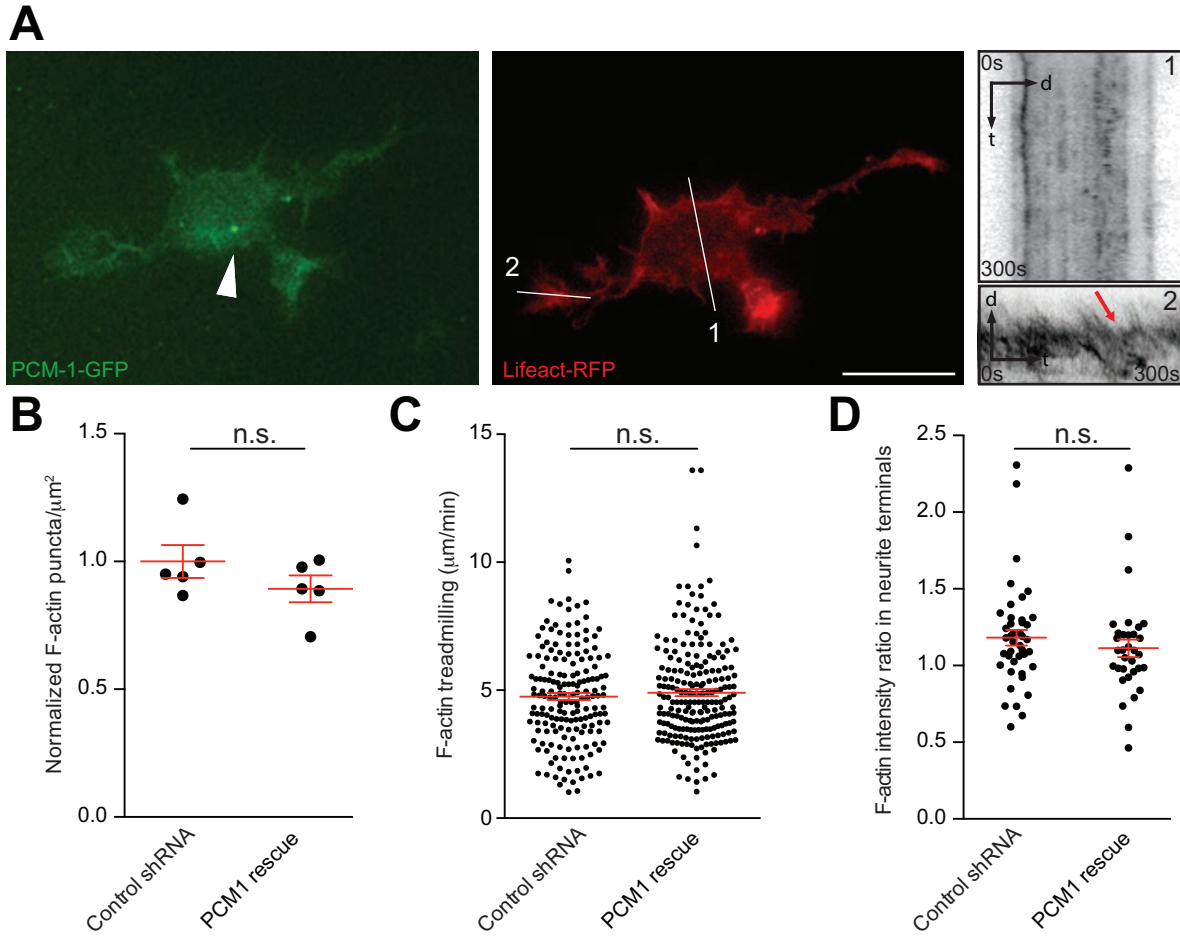 A
PCM-1-GFP
2
1
Lifeact-RFP
0s
1
d
t
300s
d
2
t
0s
300s
B
n.s.
Normalized F-actin puncta/µm²
1.5
1.0
0.5
0.0
Control shRNA
PCM1 rescue
C
n.s.
F-actin treadmilling (µm/min)
15
10
5
0
Control shRNA
PCM1 rescue
D
n.s.
F-actin intensity ratio in neurite terminals
2.5
2.0
1.5
1.0
0.5
0.0
Control shRNA
PCM1 rescue